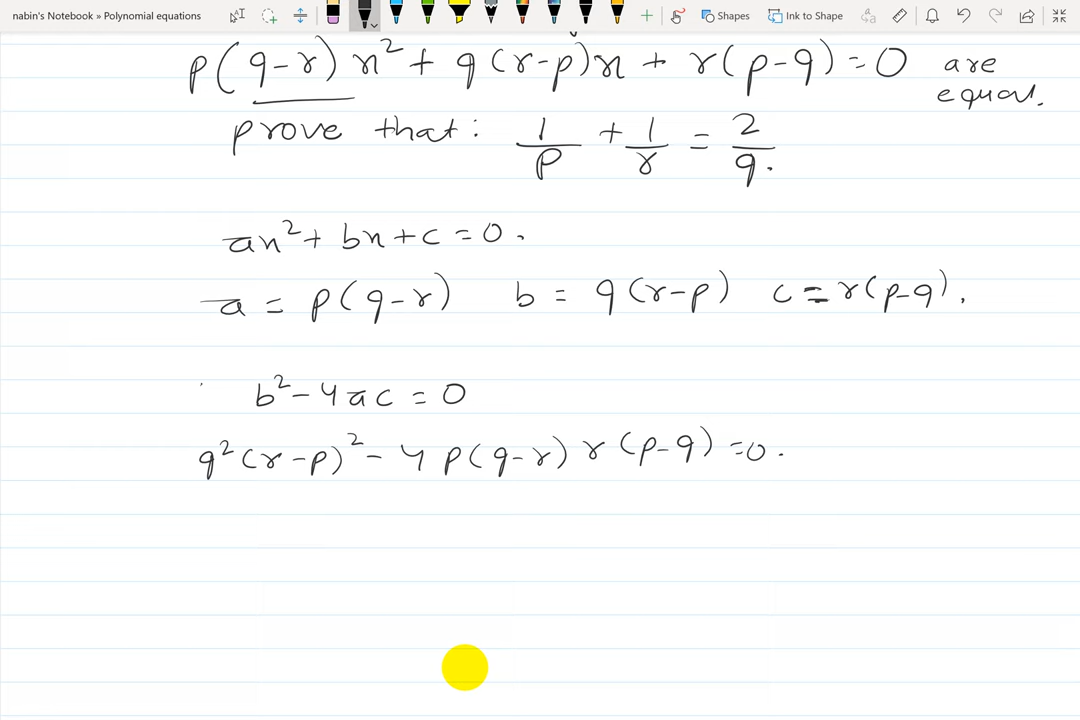 nabin's Notebook » Polynomial equations
Shapes
Ink to Shape
p(q-r)x² + q(r-p)x + r(p-q) = 0 are
equal.
prove that: 1/p + 1/r = 2/q.
ax² + bx + c = 0.
a = p(q-r) b = q(r-p) c = r(p-q).
b² - 4ac = 0
q²(r-p)² - 4p(q-r)r(p-q) = 0.